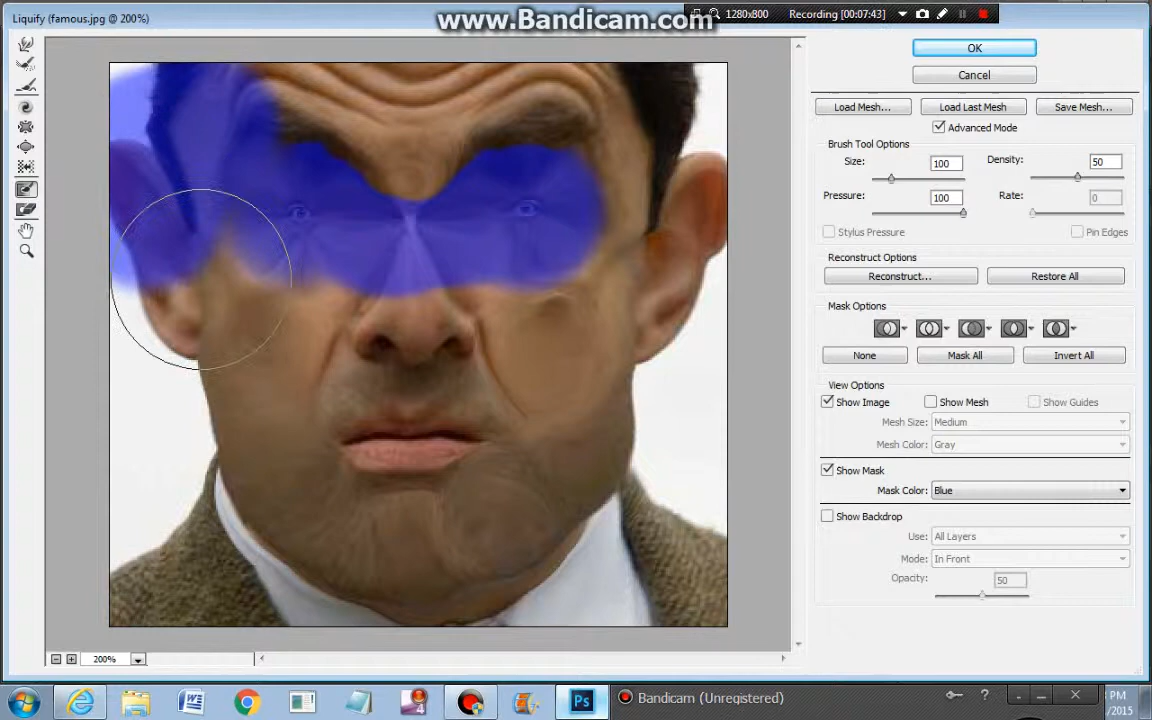 Liquify (famous.jpg @ 200%)
www.Bandicam.com
1280x800
Recording [00:07:43]
OK
Cancel
Load Mesh...
Load Last Mesh
Save Mesh...
Advanced Mode
Brush Tool Options
Size:
100
Density:
50
Pressure:
100
Rate:
0
Stylus Pressure
Pin Edges
Reconstruct Options
Reconstruct...
Restore All
Mask Options
None
Mask All
Invert All
View Options
Show Image
Show Mesh
Show Guides
Mesh Size:
Medium
Mesh Color:
Gray
Show Mask
Mask Color:
Blue
Show Backdrop
Use:
All Layers
Mode:
In Front
Opacity:
50
200%
Ps
Bandicam (Unregistered)
PM
/2015